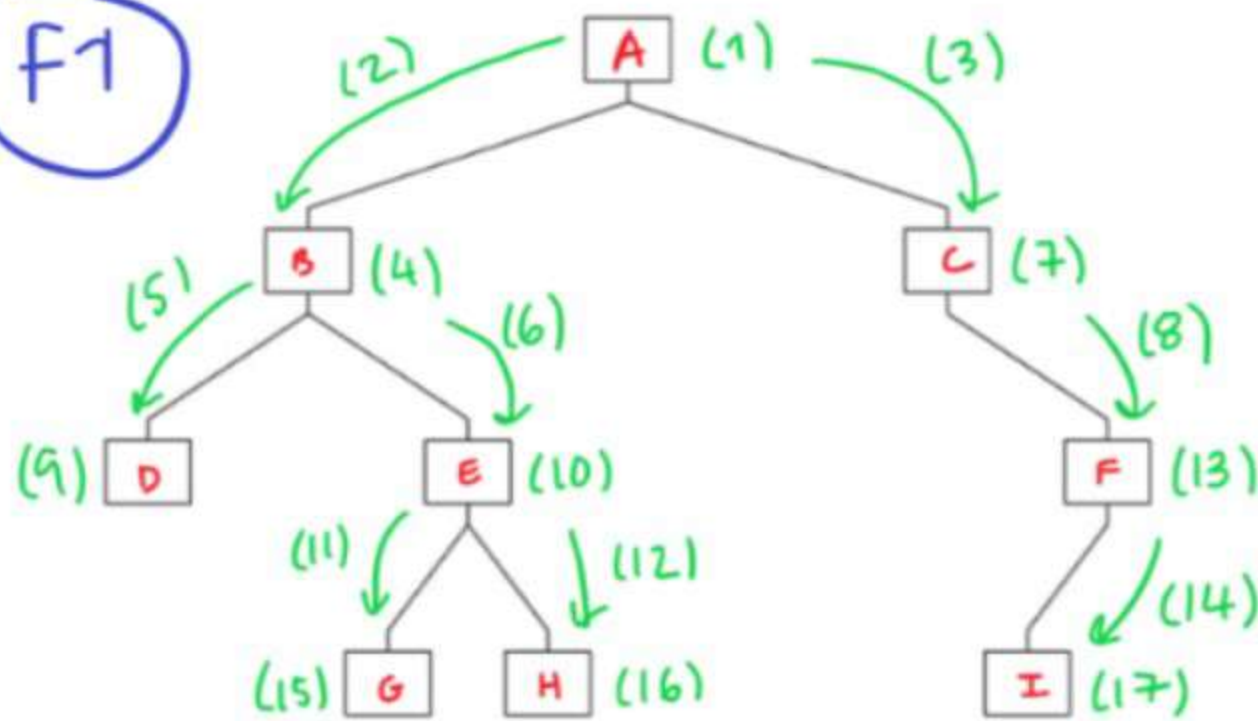 F1
A (1)
(2)
(3)
B (4)
C (7)
(5)
(6)
(8)
(9) D
E (10)
F (13)
(11)
(12)
(14)
(15) G
H (16)
I (17)